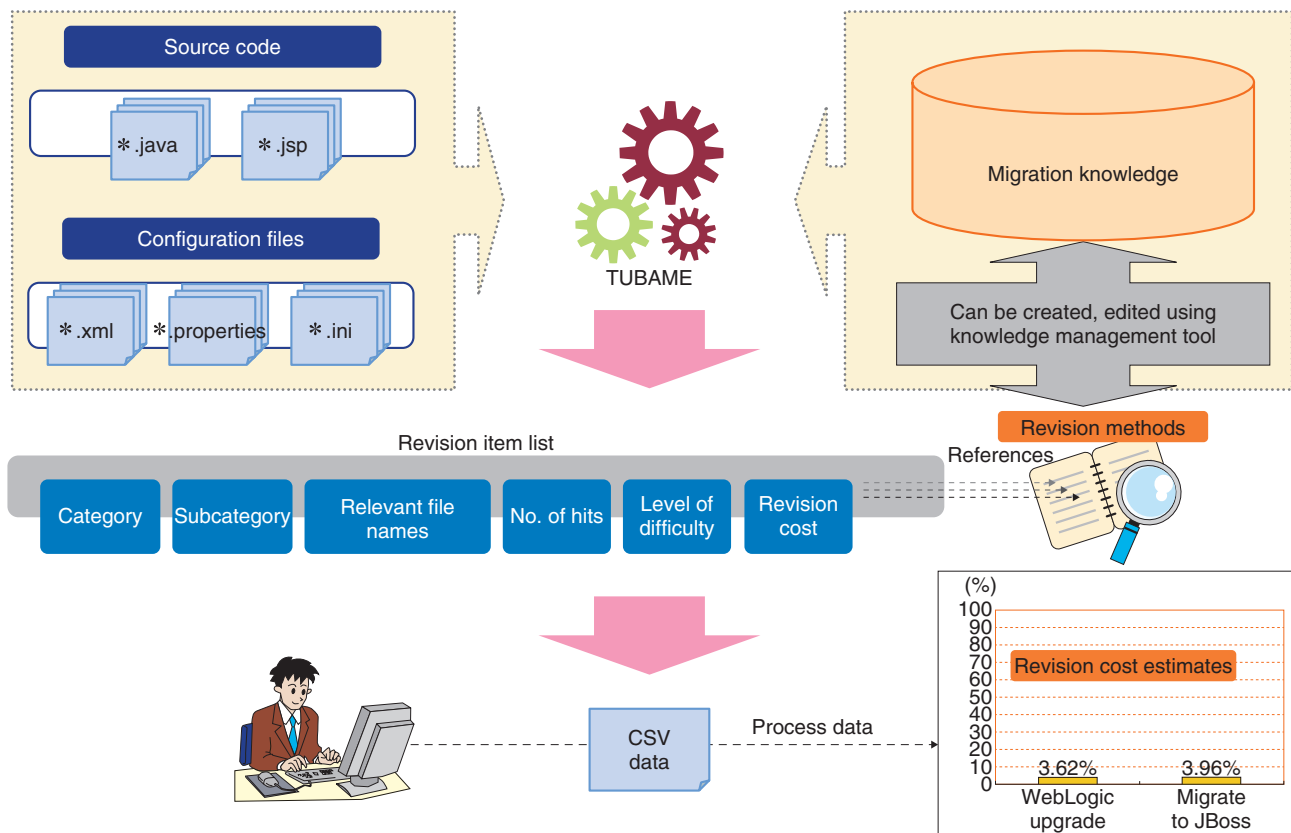 Source code
*.java
*.jsp
Configuration files
*.xml
*.properties
*.ini
TUBAME
Migration knowledge
Can be created, edited using
knowledge management tool
Revision methods
Revision item list
References
Category
Subcategory
Relevant file
names
No. of hits
Level of
difficulty
Revision
cost
(%)
100
90
80
70
60
50
40
30
20
10
0
Revision cost estimates
3.62%
3.96%
WebLogic
upgrade
Migrate
to JBoss
CSV
data
Process data